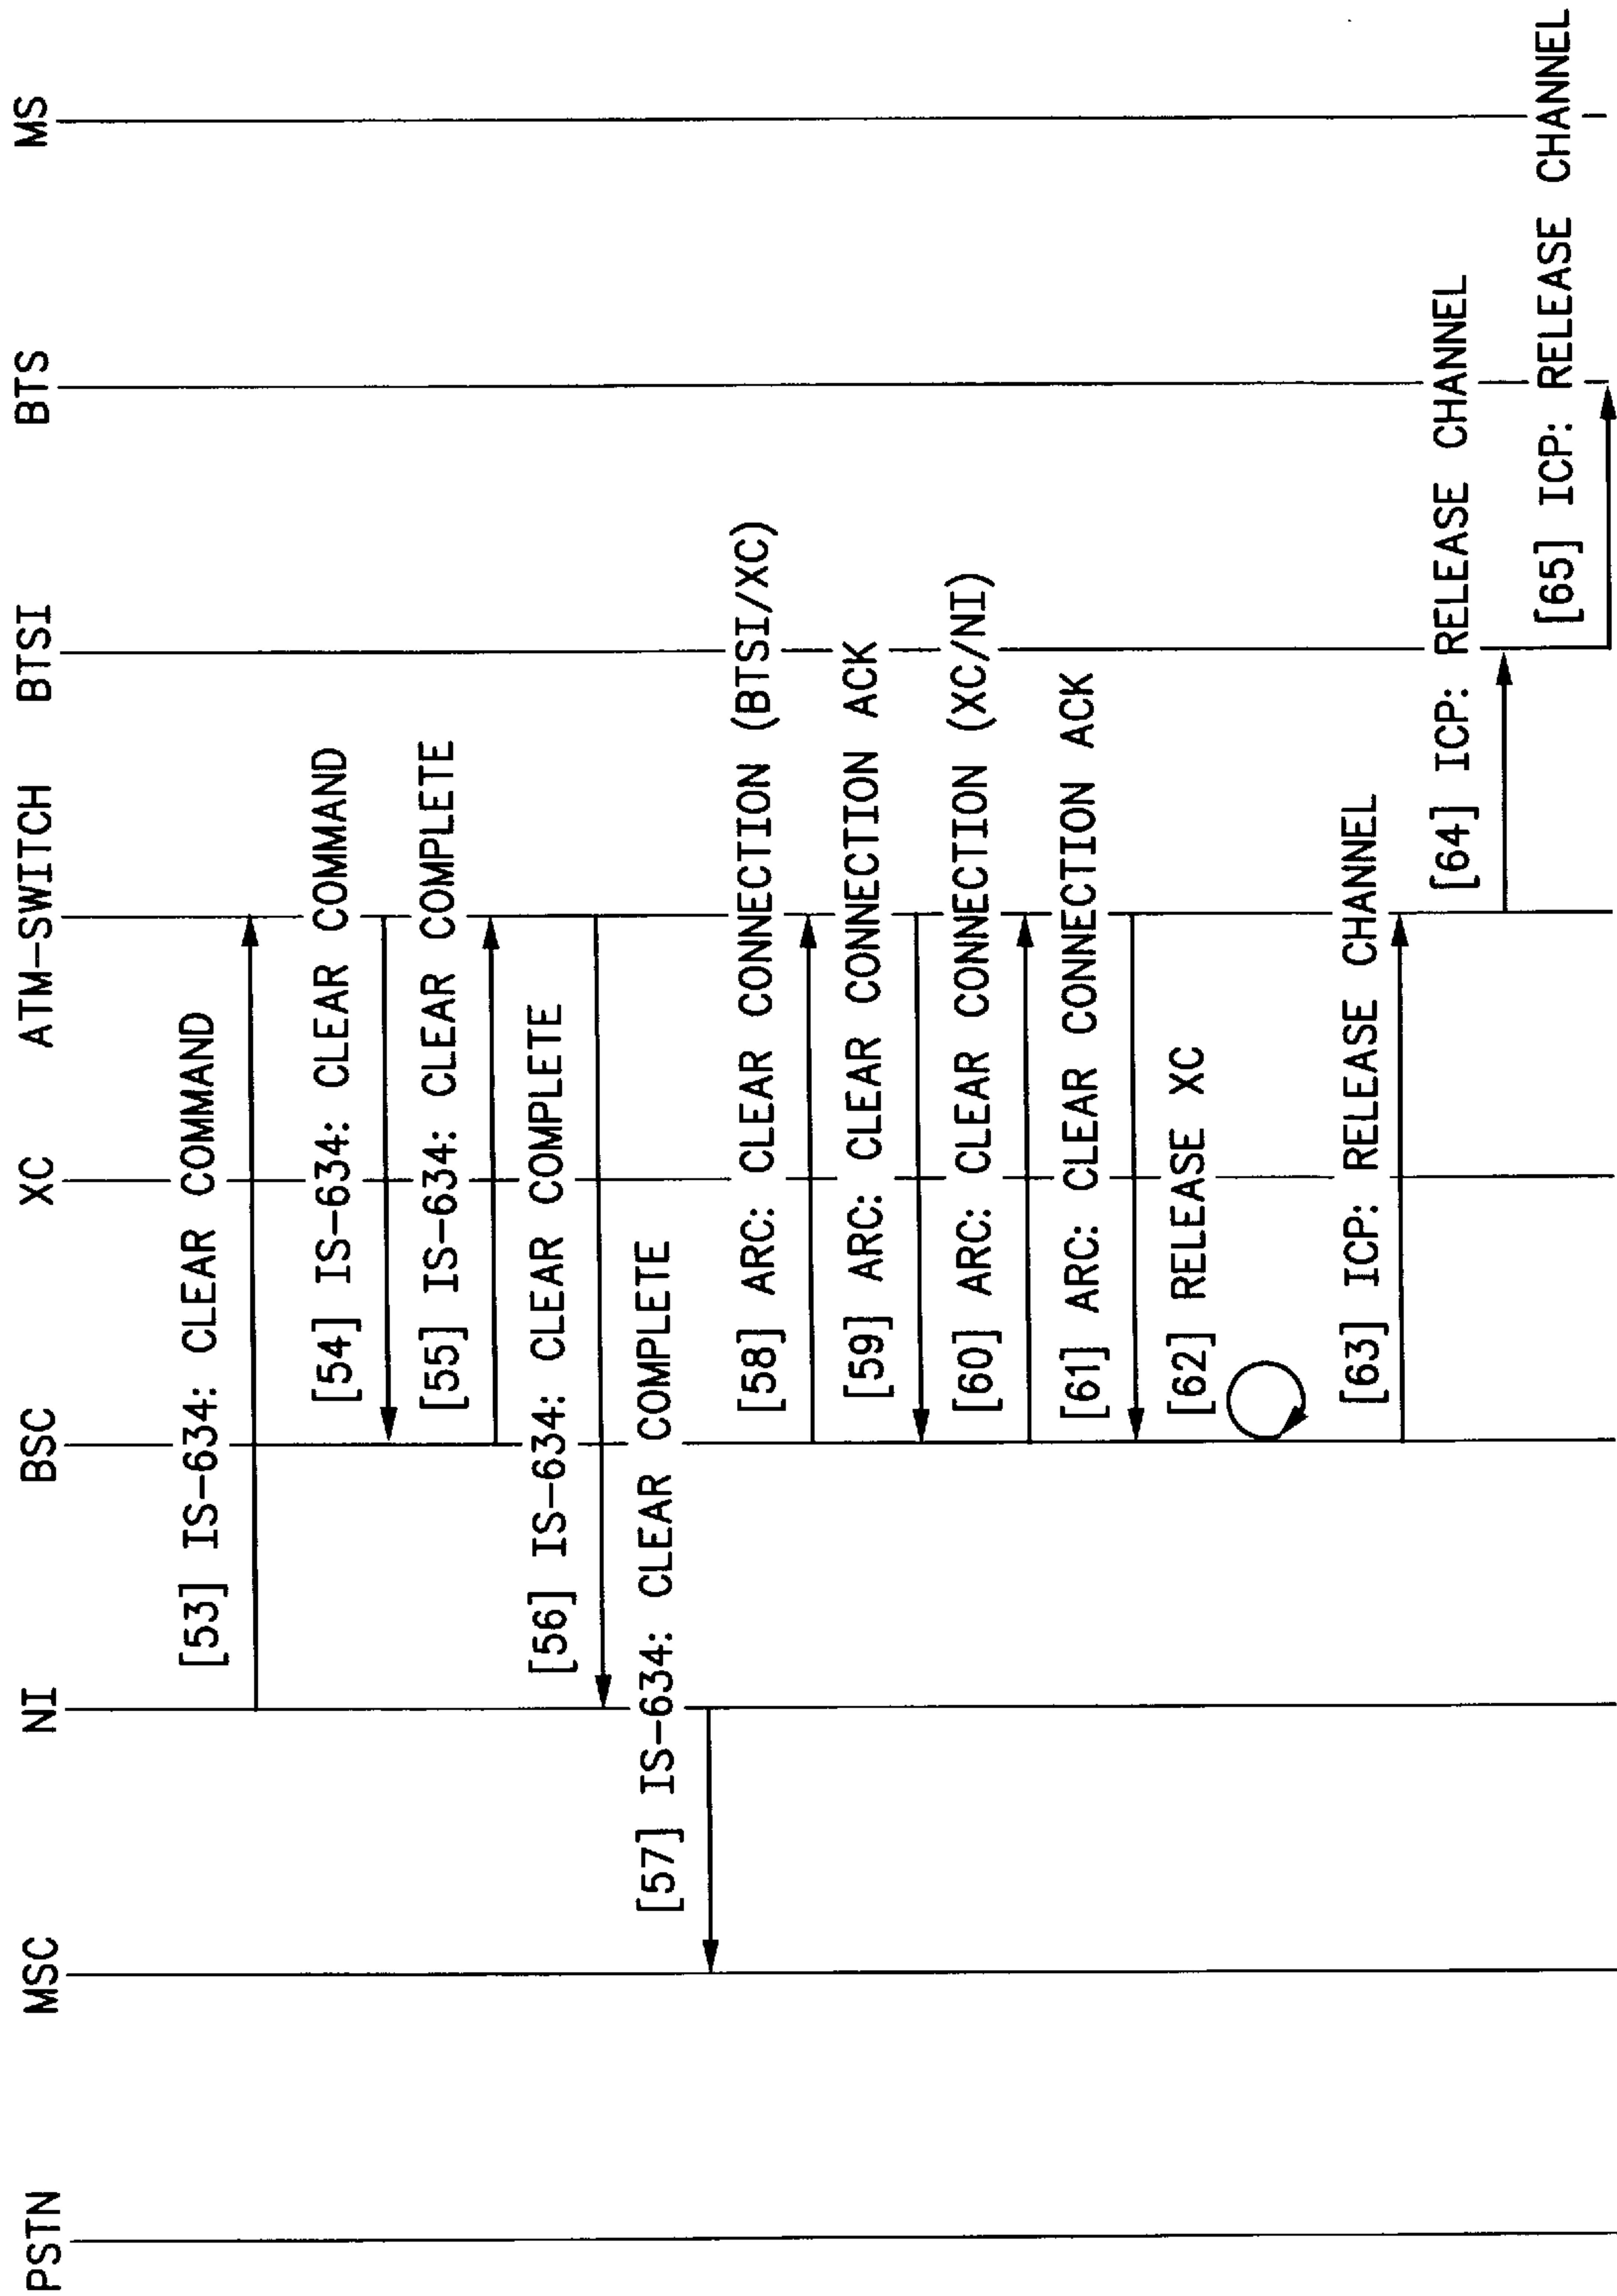 PSTN MSC NI BSC XC ATM-SWITCH BTSI BTS MS
[53] IS-634: CLEAR COMMAND
[54] IS-634: CLEAR COMMAND
[55] IS-634: CLEAR COMPLETE
[56] IS-634: CLEAR COMPLETE
[57] IS-634: CLEAR COMPLETE
[58] ARC: CLEAR CONNECTION (BTSI/XC)
[59] ARC: CLEAR CONNECTION ACK
[60] ARC: CLEAR CONNECTION (XC/NI)
[61] ARC: CLEAR CONNECTION ACK
[62] RELEASE XC
[63] ICP: RELEASE CHANNEL
[64] ICP: RELEASE CHANNEL
[65] ICP: RELEASE CHANNEL